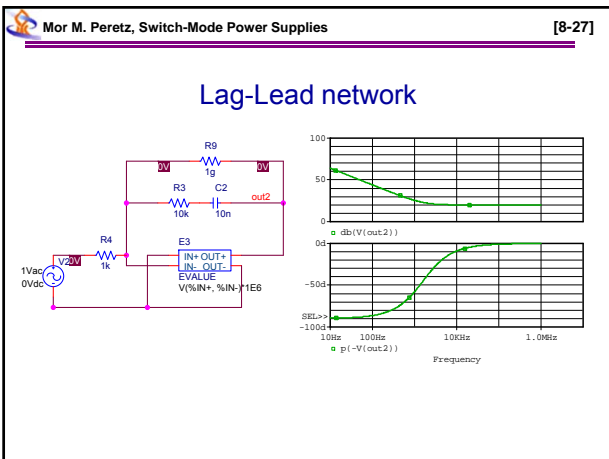 Mor M. Peretz, Switch-Mode Power Supplies [8-27]
Lag-Lead network
R9
0V 0V
1g
R3 C2
out2
10k 10n
R4 E3
V2 0V
1k
IN+ OUT+
IN- OUT-
1Vac
0Vdc
EVALUATE
V(%IN+, %IN-)*1E6
100
50
0
db(V(out2))
0d
-50d
SEL>>
-100d
10Hz 100Hz 10KHz 1.0MHz
p(-V(out2))
Frequency